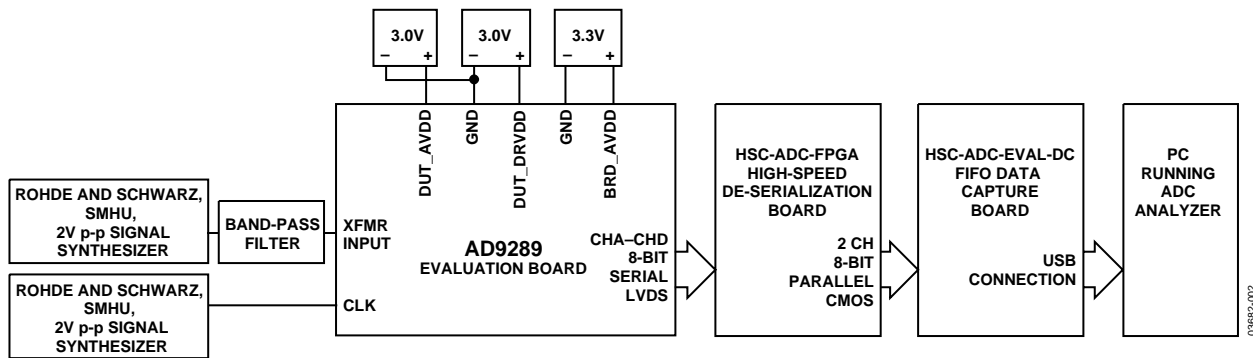 3.0V
– +
3.0V
– +
3.3V
– +
DUT_AVDD
GND
DUT_DRVDD
GND
BRD_AVDD
ROHDE AND SCHWARZ,
SMHU,
2V p-p SIGNAL
SYNTHESIZER
BAND-PASS
FILTER
XFMR
INPUT
ROHDE AND SCHWARZ,
SMHU,
2V p-p SIGNAL
SYNTHESIZER
CLK
AD9289
EVALUATION BOARD
CHA–CHD
8-BIT
SERIAL
LVDS
HSC-ADC-FPGA
HIGH-SPEED
DE-SERIALIZATION
BOARD
2 CH
8-BIT
PARALLEL
CMOS
HSC-ADC-EVAL-DC
FIFO DATA
CAPTURE
BOARD
USB
CONNECTION
PC
RUNNING
ADC
ANALYZER
03682-002